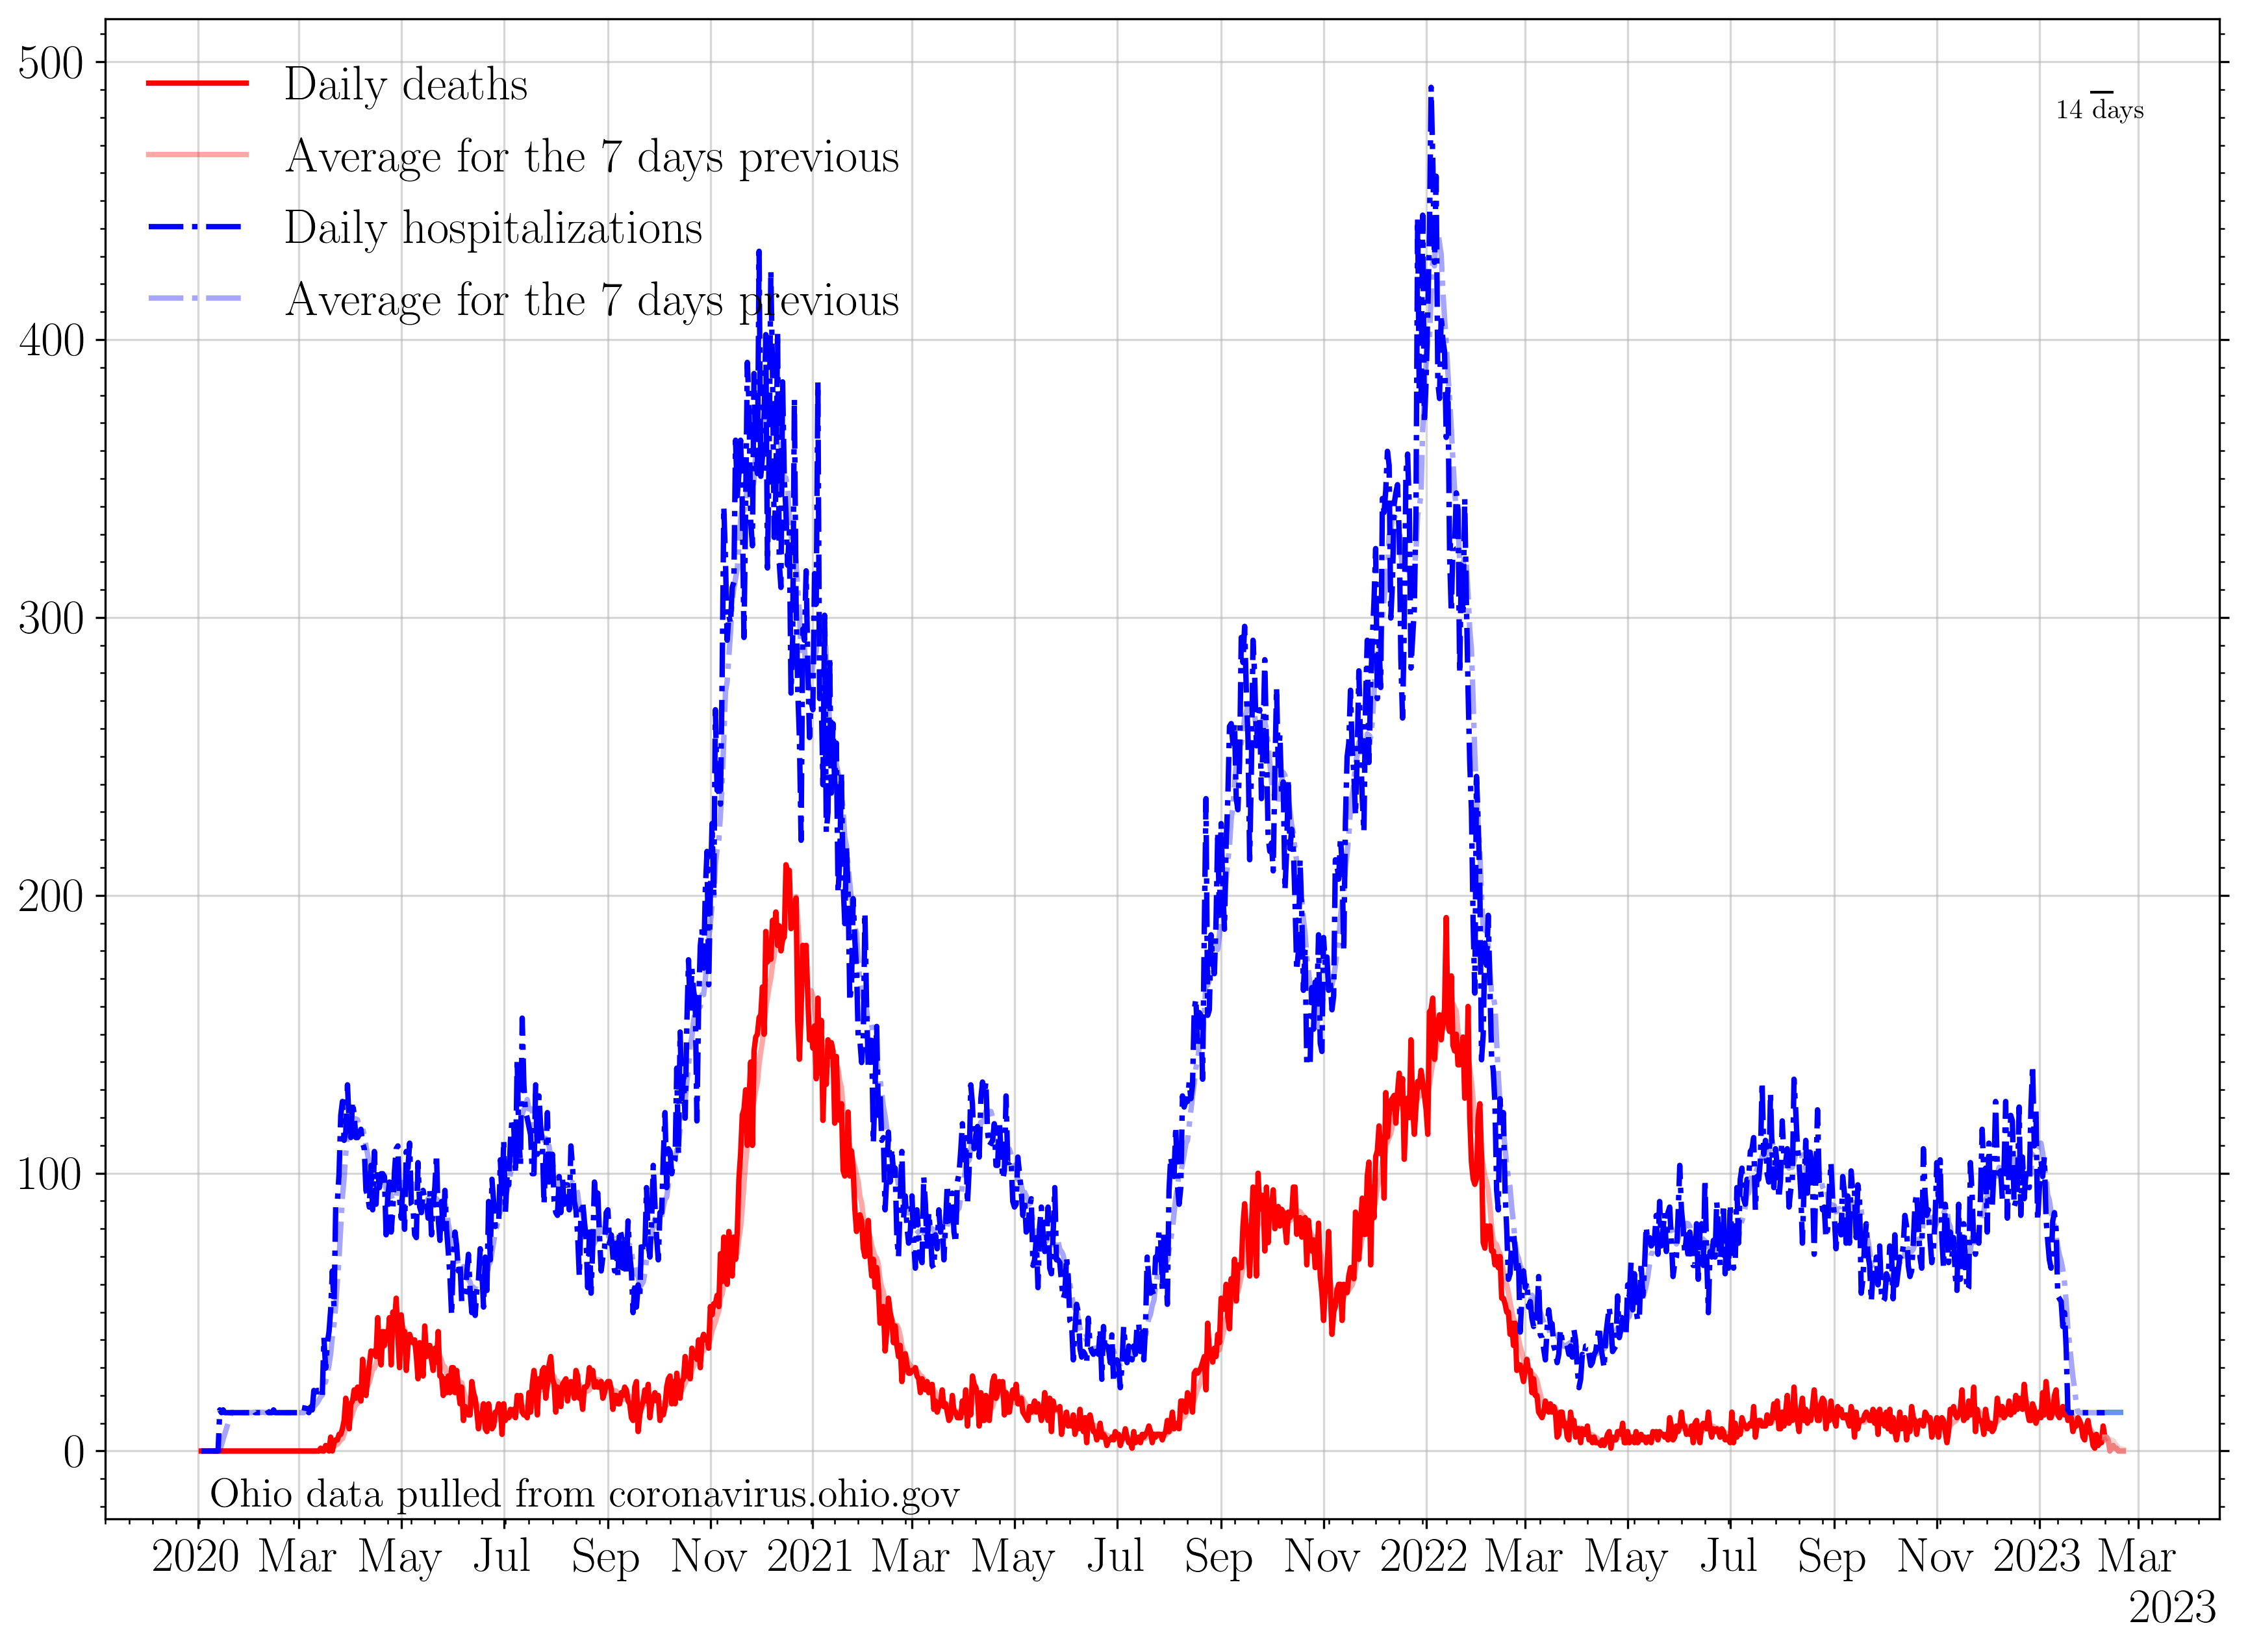 500
400
300
200
100
0
Daily deaths
Average for the 7 days previous
Daily hospitalizations
Average for the 7 days previous
14 days
Ohio data pulled from coronavirus.ohio.gov
2020 Mar May Jul Sep Nov 2021 Mar May Jul Sep Nov 2022 Mar May Jul Sep Nov 2023 Mar
2023